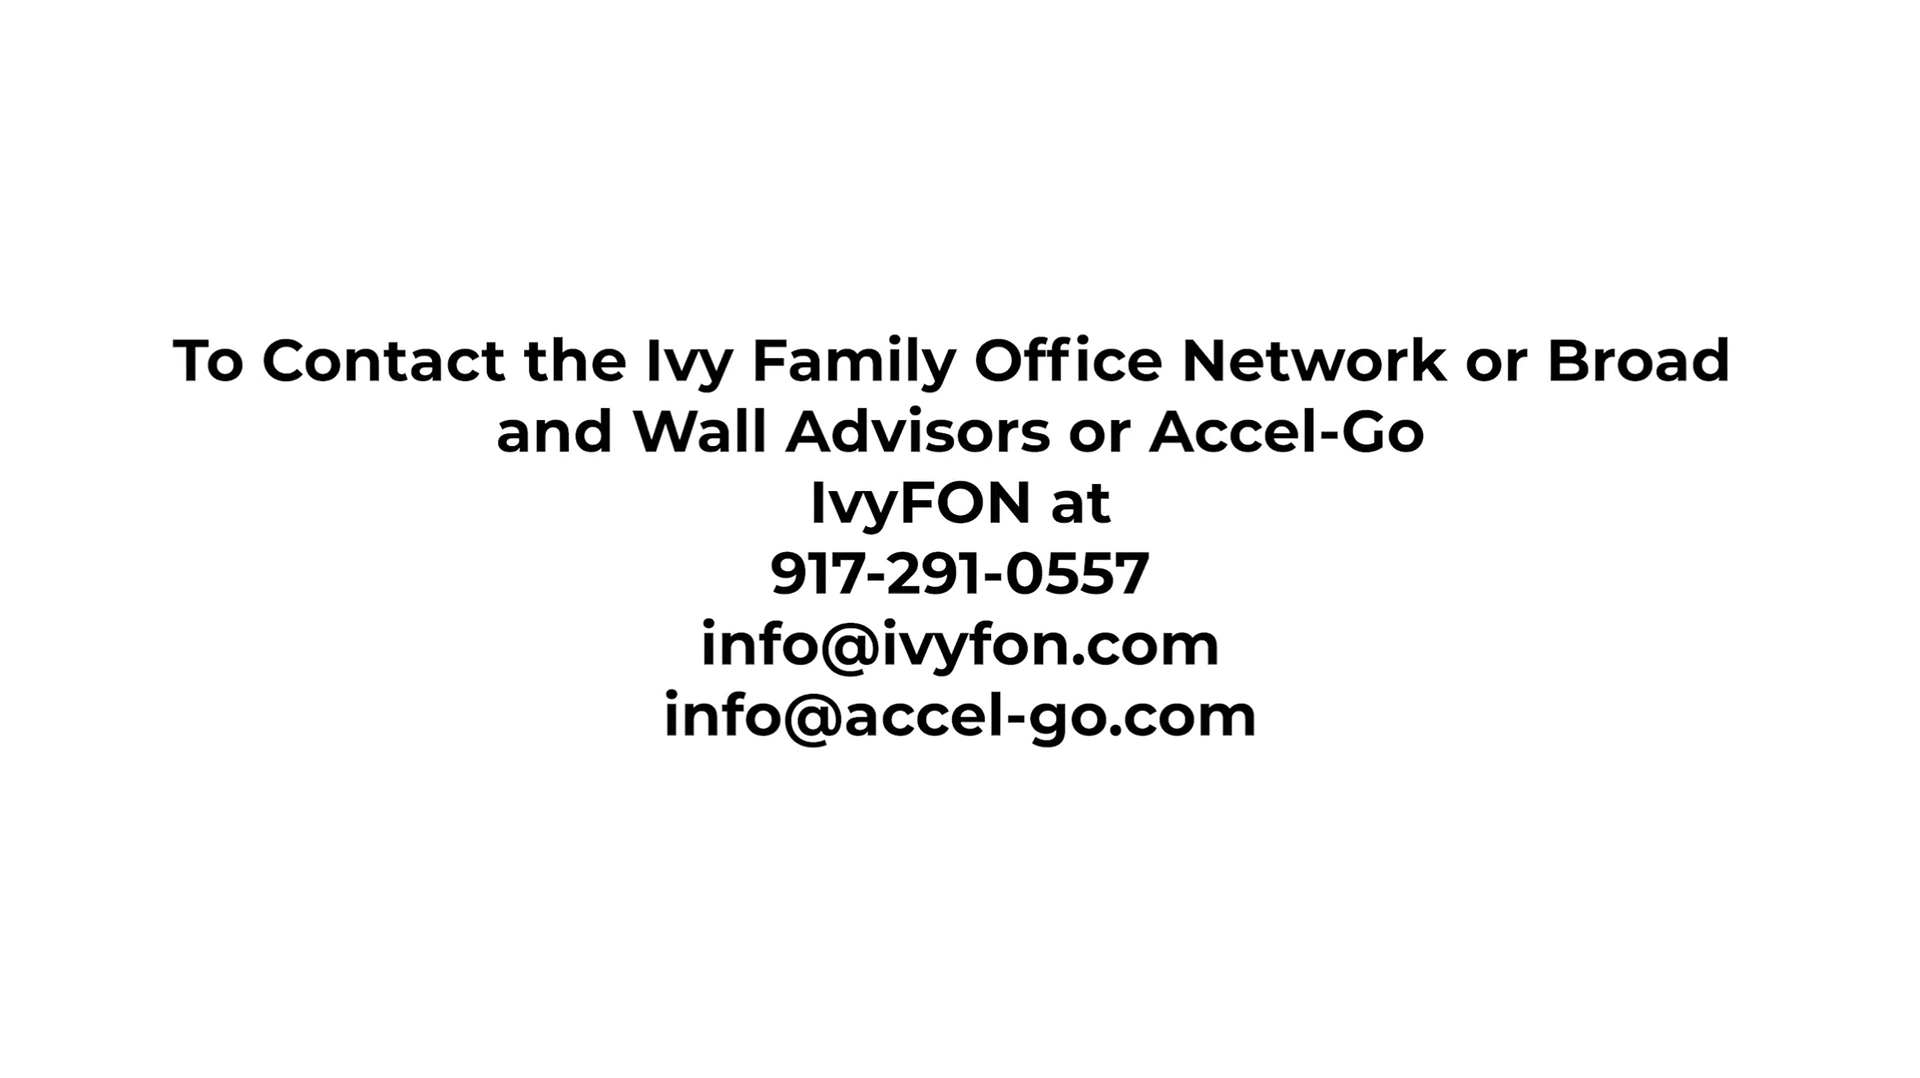 To Contact the Ivy Family Office Network or Broad
and Wall Advisors or Accel-Go
IvyFON at
917-291-0557
info@ivyfon.com
info@accel-go.com